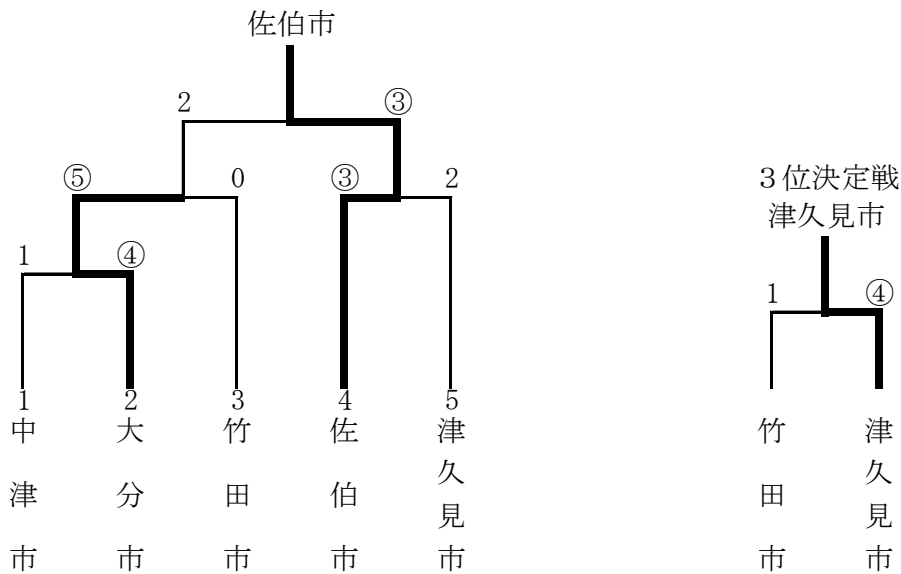 佐伯市
2 ③
⑤ 0 ③ 2
3位決定戦
津久見市
1 ④
1 ④
1 2 3 4 5
中津市 大分市 竹田市 佐伯市 津久見市
竹田市 津久見市